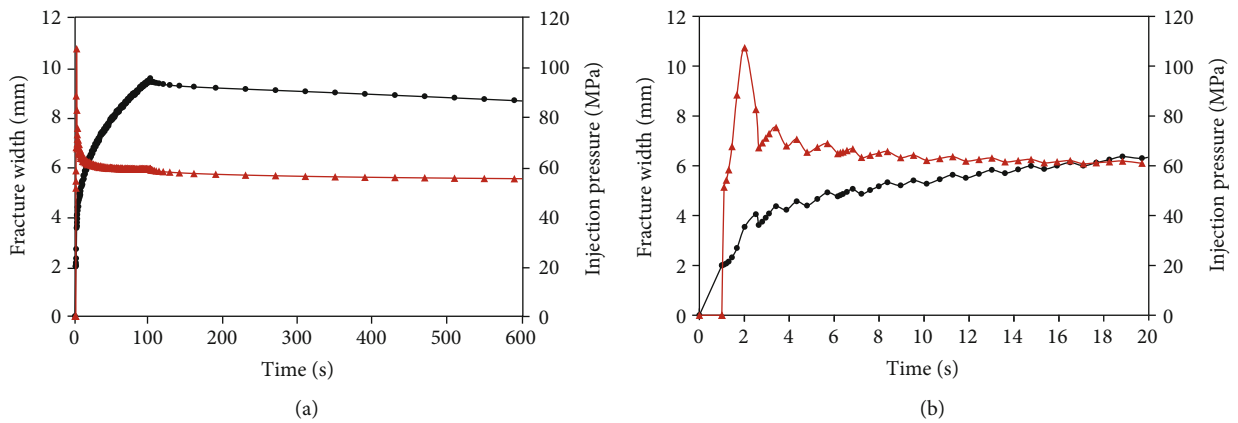 12
10
8
6
4
2
0
Fracture width (mm)
120
100
80
60
40
20
0
Injection pressure (MPa)
0 100 200 300 400 500 600
Time (s)
(a)
12
10
8
6
4
2
0
Fracture width (mm)
120
100
80
60
40
20
0
Injection pressure (MPa)
0 2 4 6 8 10 12 14 16 18 20
Time (s)
(b)